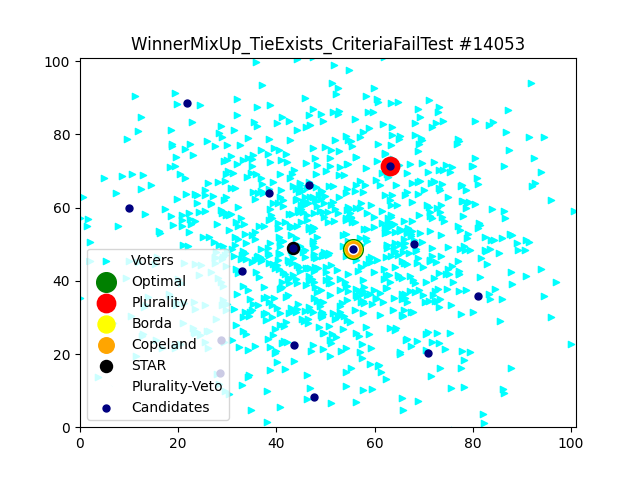 WinnerMixUp_TieExists_CriteriaFailTest #14053
100
80
60
40
20
0
Voters
Optimal
Plurality
Borda
Copeland
STAR
Plurality-Veto
Candidates
0 20 40 60 80 100